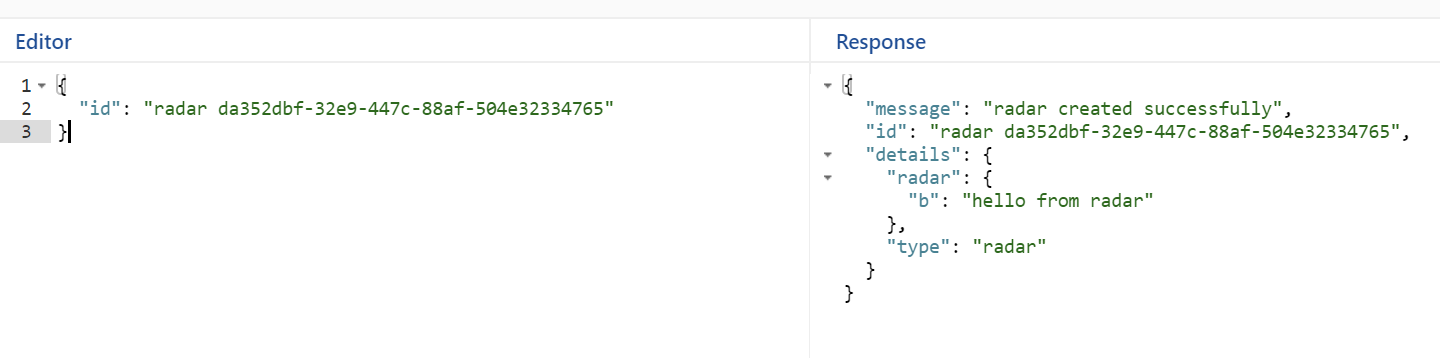 Editor
1 {
2   "id": "radar da352dbf-32e9-447c-88af-504e32334765"
3 }
Response
{
  "message": "radar created successfully",
  "id": "radar da352dbf-32e9-447c-88af-504e32334765",
  "details": {
    "radar": {
      "b": "hello from radar"
    },
    "type": "radar"
  }
}